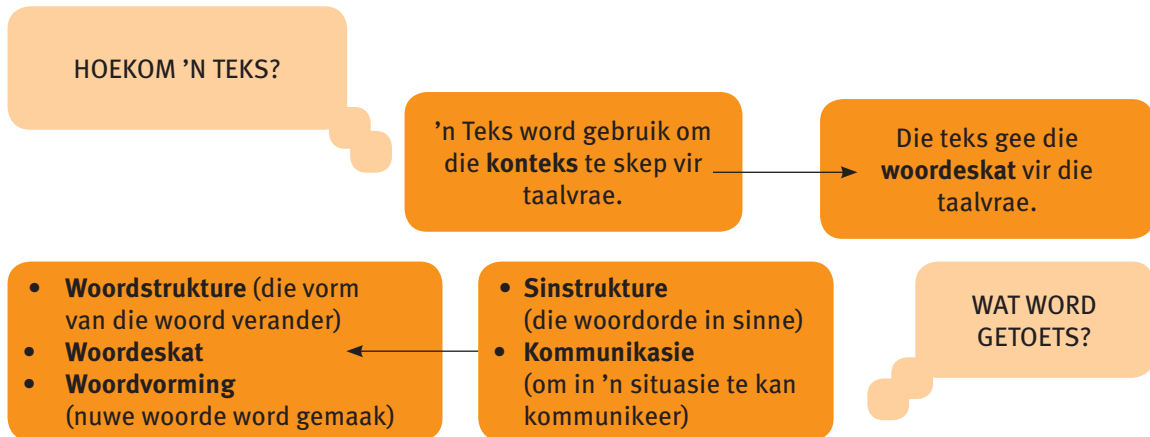 HOEKOM ’N TEKS?
’n Teks word gebruik om
die konteks te skep vir
taalvrae.
Die teks gee die
woordeskat vir die
taalvrae.
• Woordstrukture (die vorm
van die woord verander)
• Woordeskat
• Woordvorming
(nuwe woorde word gemaak)
• Sinstrukture
(die woordorde in sinne)
• Kommunikasie
(om in ’n situasie te kan
kommunikeer)
WAT WORD
GETOETS?